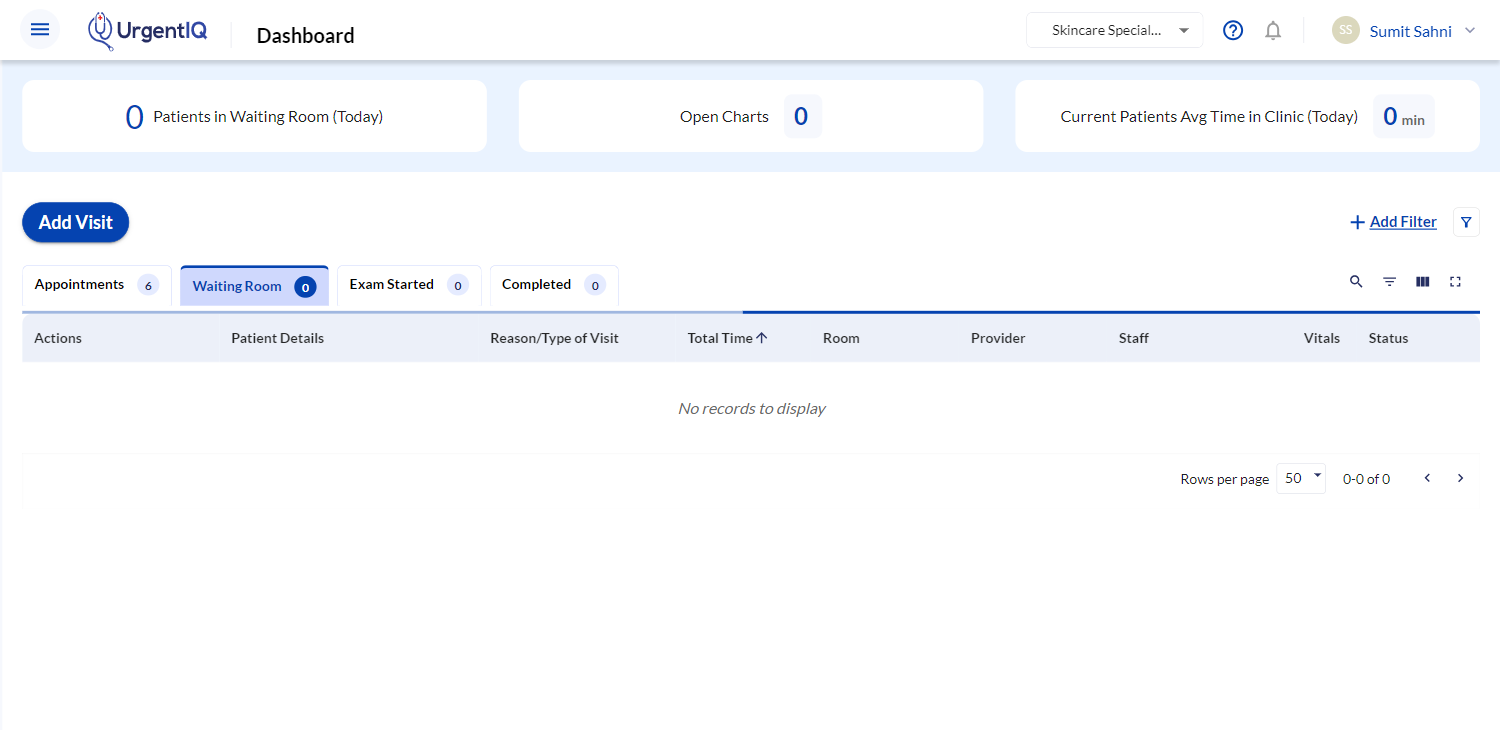 UrgentIQ
Dashboard
Skincare Special...
SS
Sumit Sahni
0 Patients in Waiting Room (Today)
Open Charts 0
Current Patients Avg Time in Clinic (Today) 0 min
Add Visit
Add Filter
Appointments 6
Waiting Room 0
Exam Started 0
Completed 0
Actions Patient Details Reason/Type of Visit Total Time Room Provider Staff Vitals Status
No records to display
Rows per page 50 0-0 of 0